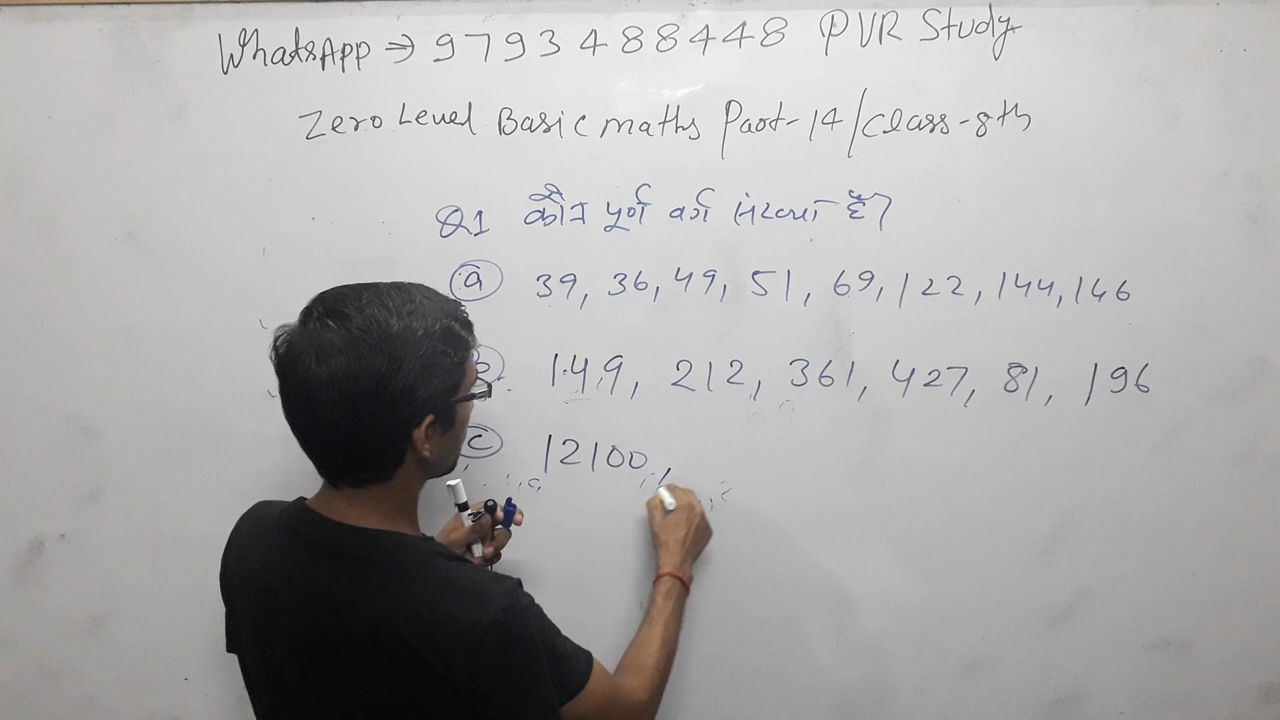 WhatsApp ⇒ 9793488448 PVR Study
Zero Level Basic maths Part-14/Class-8th
Q1 कौन पूर्ण वर्ग संख्या है?
(a) 39, 36, 49, 51, 69, 122, 144, 146
(b) 149, 212, 361, 427, 81, 196
(c) 12100,